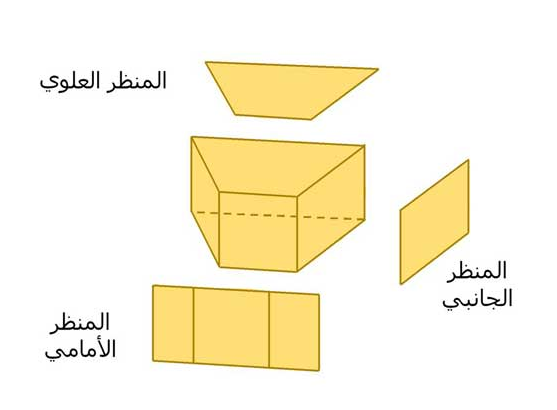 المنظر العلوي
المنظر
الجانبي
المنظر
الأمامي